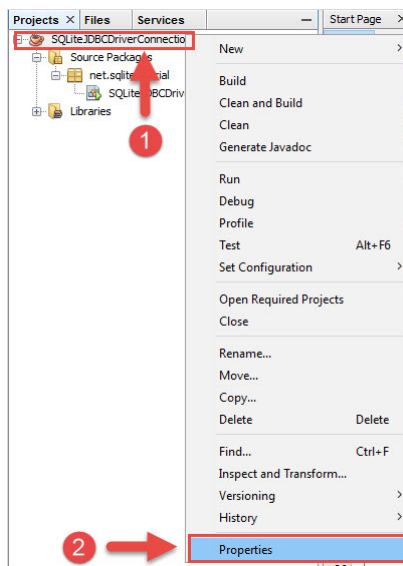 Projects × Files Services — Start Page ×
SQLiteJDBCDriverConnectio
Source Packages
net.sqlite
SQLite
Libraries
1
New >
Build
Clean and Build
Clean
Generate Javadoc
Run
Debug
Profile
Test Alt+F6
Set Configuration >
Open Required Projects
Close
Rename...
Move...
Copy...
Delete Delete
Find... Ctrl+F
Inspect and Transform...
Versioning >
History >
2
Properties